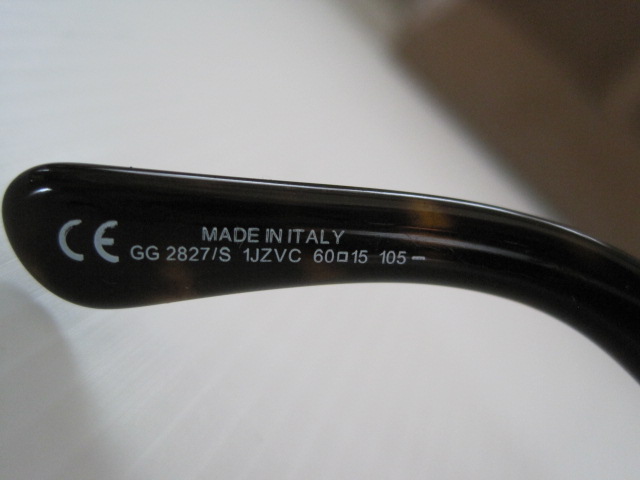 CE
MADE IN ITALY
GG 2827/S 1JZVC 60□15 105-